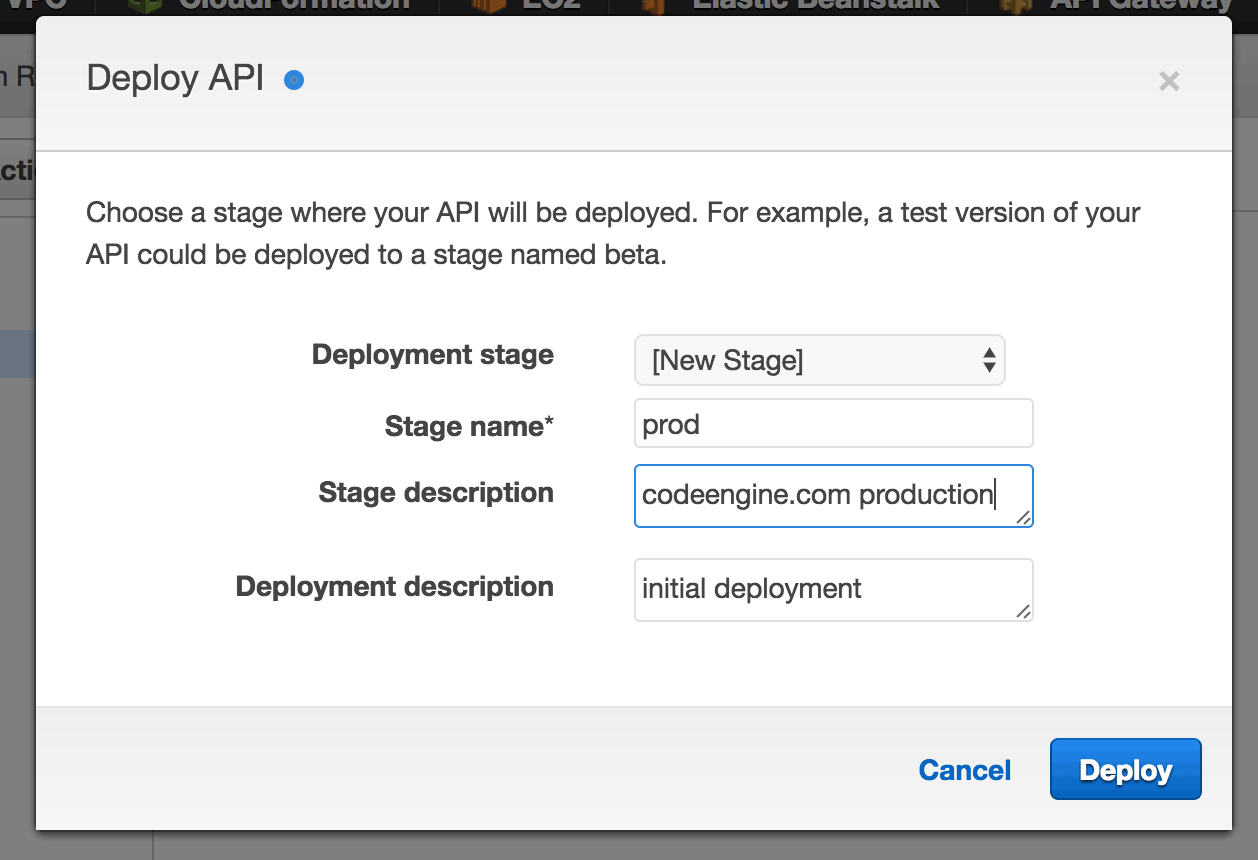 VPC CloudFormation EC2 Elastic Beanstalk API Gateway
Deploy API
Choose a stage where your API will be deployed. For example, a test version of your
API could be deployed to a stage named beta.
Deployment stage [New Stage]
Stage name* prod
Stage description codeengine.com production
Deployment description initial deployment
Cancel Deploy